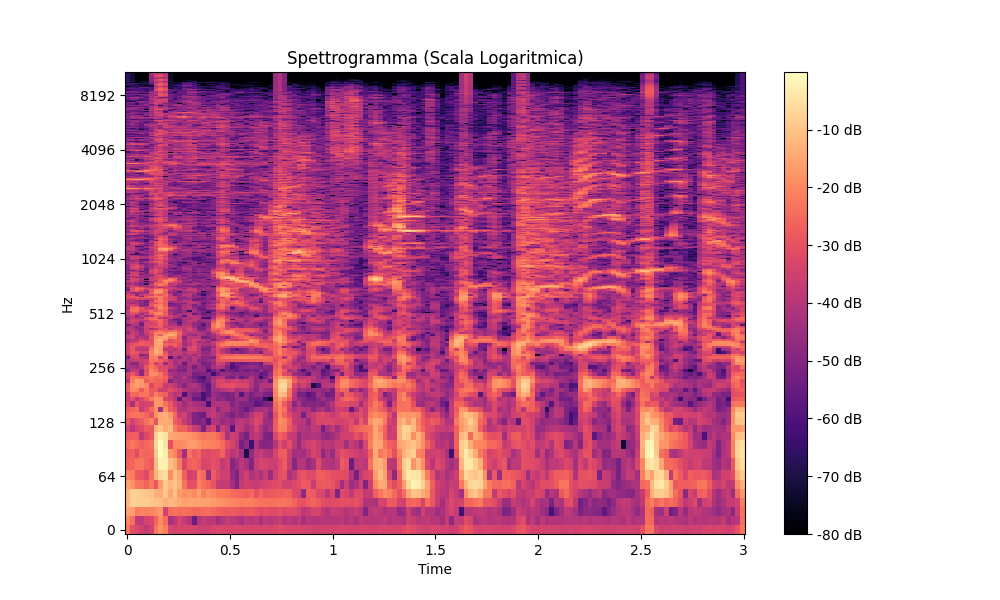 Spettrogramma (Scala Logaritmica)
Hz
8192
4096
2048
1024
512
256
128
64
0
0
0.5
1
1.5
2
2.5
3
Time
-10 dB
-20 dB
-30 dB
-40 dB
-50 dB
-60 dB
-70 dB
-80 dB